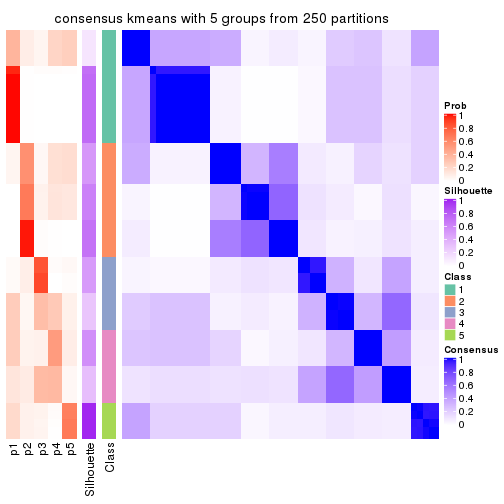 consensus kmeans with 5 groups from 250 partitions
Prob
1
0.8
0.6
0.4
0.2
0
Silhouette
1
0.8
0.6
0.4
0.2
0
Class
1
2
3
4
5
Consensus
1
0.8
0.6
0.4
0.2
0
p1
p2
p3
p4
p5
Silhouette
Class